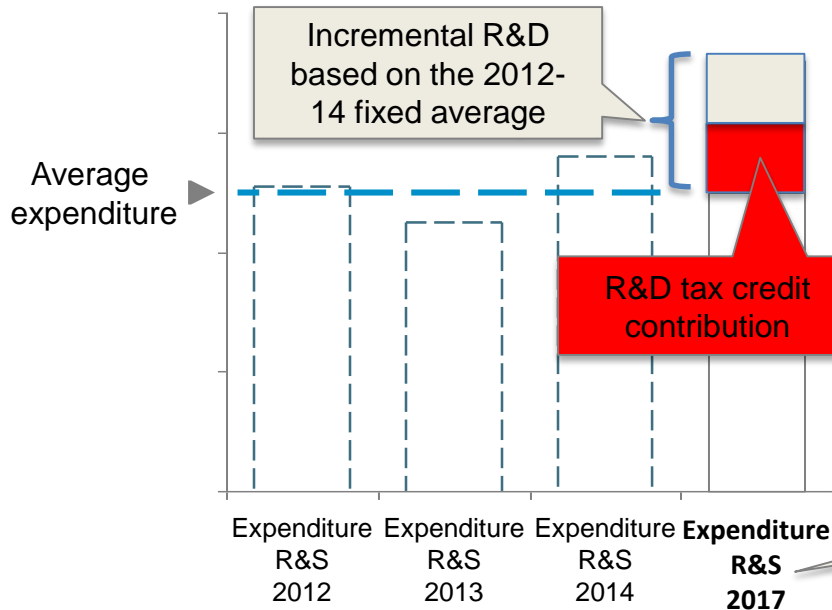 Incremental R&D
based on the 2012-
14 fixed average
Average
expenditure
R&D tax credit
contribution
Expenditure
R&S
2012
Expenditure
R&S
2013
Expenditure
R&S
2014
Expenditure
R&S
2017